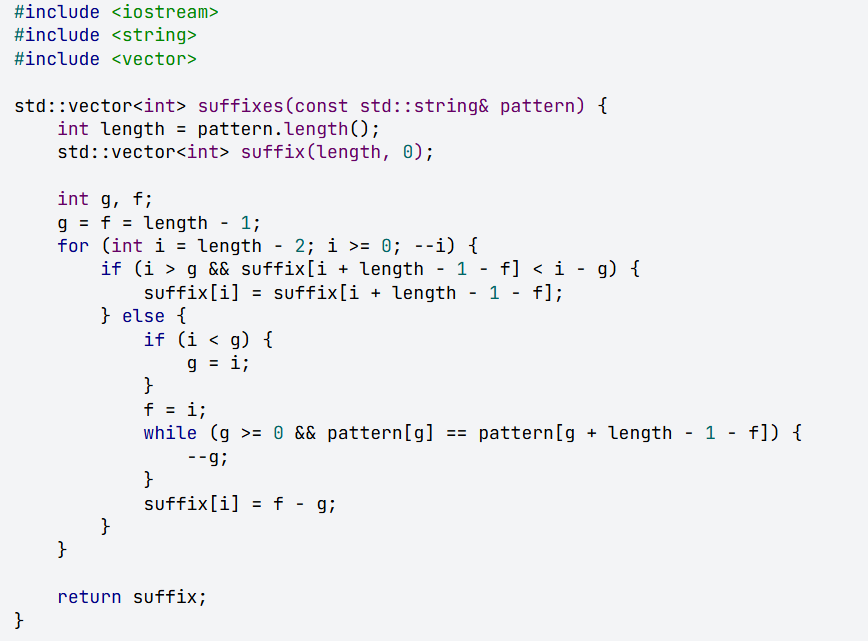 #include <iostream>
#include <string>
#include <vector>

std::vector<int> suffixes(const std::string& pattern) {
    int length = pattern.length();
    std::vector<int> suffix(length, 0);

    int g, f;
    g = f = length - 1;
    for (int i = length - 2; i >= 0; --i) {
        if (i > g && suffix[i + length - 1 - f] < i - g) {
            suffix[i] = suffix[i + length - 1 - f];
        } else {
            if (i < g) {
                g = i;
            }
            f = i;
            while (g >= 0 && pattern[g] == pattern[g + length - 1 - f]) {
                --g;
            }
            suffix[i] = f - g;
        }
    }

    return suffix;
}